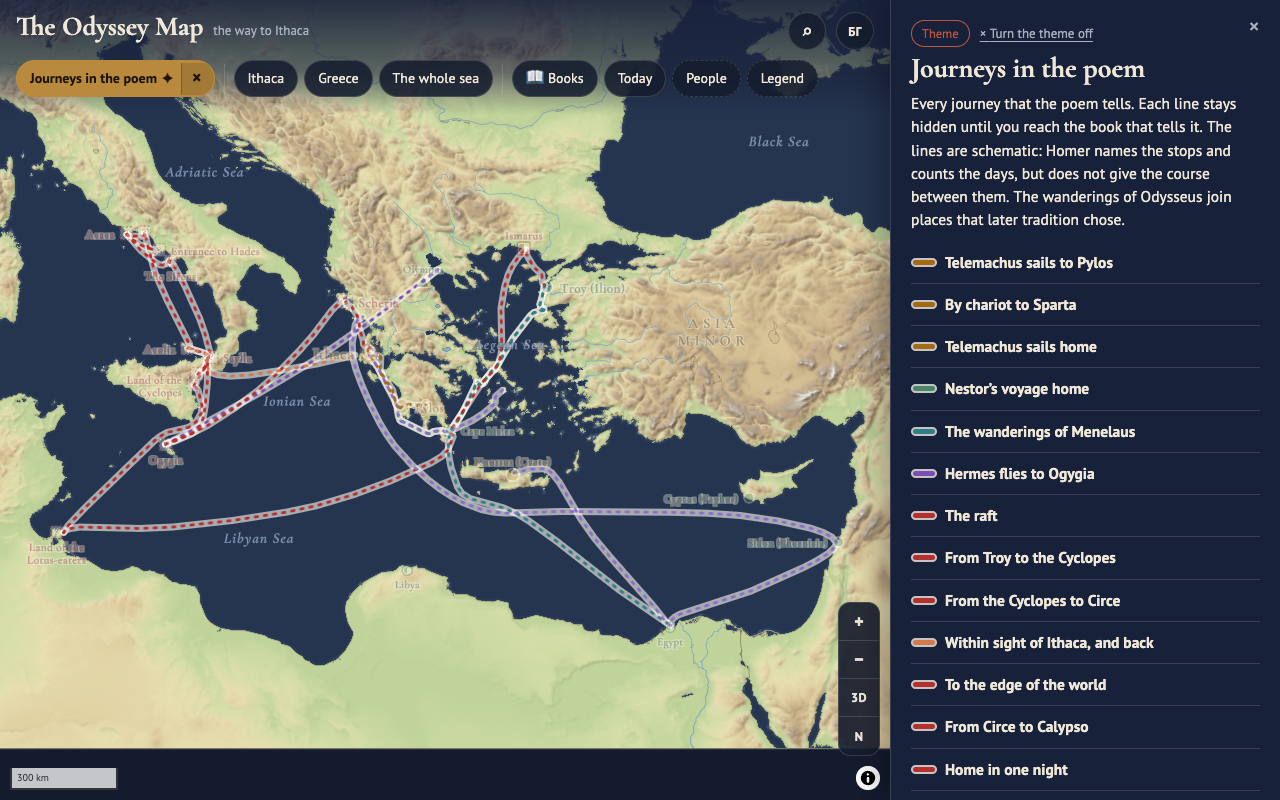 The Odyssey Map
the way to Ithaca
БГ
Journeys in the poem ✦ ×
Ithaca
Greece
The whole sea
Books
Today
People
Legend
Black Sea
Adriatic Sea
Entrance to Hades
Ismarus
Scheria
Troy (Ilion)
ASIA
MINOR
Aegean Sea
Ithaca
Scylla
Land of the
Cyclopes
Ionian Sea
Pylos
Ogygia
Cyprus (Paphos)
Sidon (Phoenicia)
Libyan Sea
Land of the
Lotus-eaters
Libya
Egypt
+
−
3D
N
300 km
Theme
× Turn the theme off
×
Journeys in the poem
Every journey that the poem tells. Each line stays
hidden until you reach the book that tells it. The
lines are schematic: Homer names the stops and
counts the days, but does not give the course
between them. The wanderings of Odysseus join
places that later tradition chose.
Telemachus sails to Pylos
By chariot to Sparta
Telemachus sails home
Nestor's voyage home
The wanderings of Menelaus
Hermes flies to Ogygia
The raft
From Troy to the Cyclopes
From the Cyclopes to Circe
Within sight of Ithaca, and back
To the edge of the world
From Circe to Calypso
Home in one night